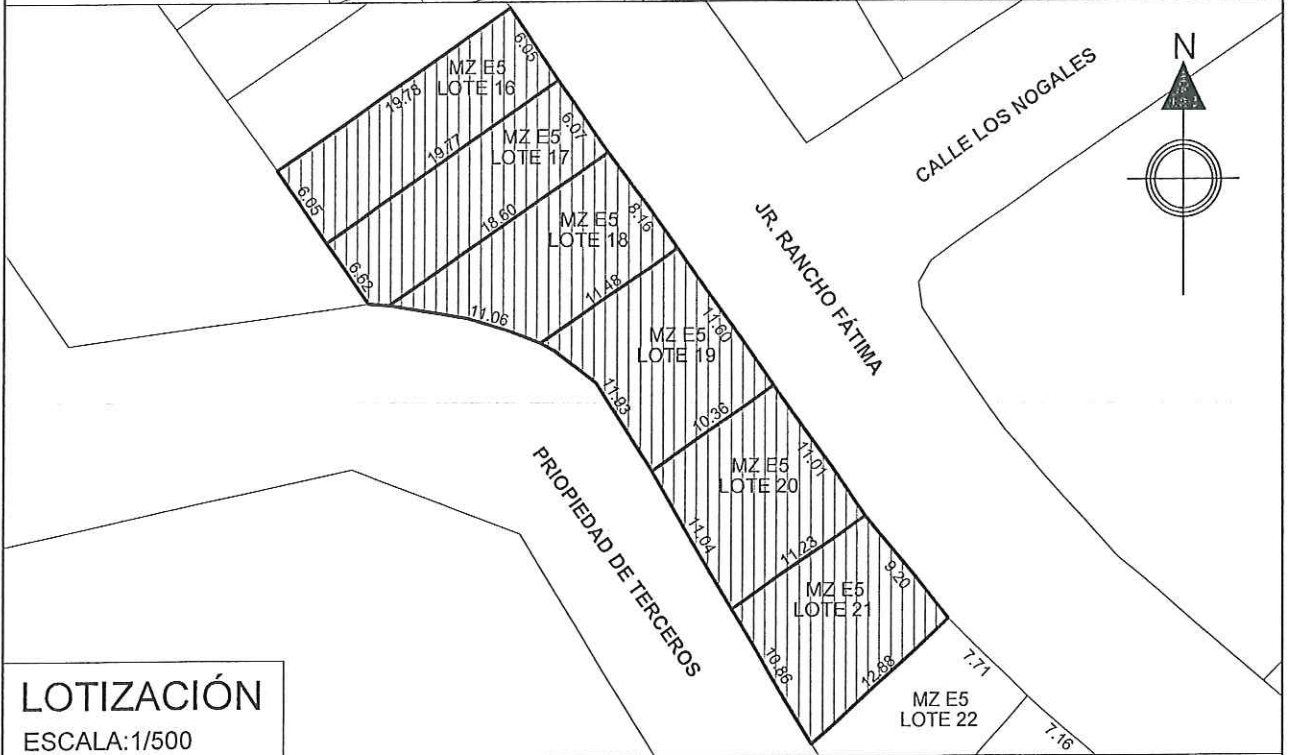 N
CALLE LOS NOGALES
JR. RANCHO FÁTIMA
6.05
MZ E5
LOTE 16
19.78
6.07
19.77
MZ E5
LOTE 17
6.05
8.16
18.60
MZ E5
LOTE 18
6.62
11.06
11.48
11.60
MZ E5
LOTE 19
11.93
10.36
11.01
MZ E5
LOTE 20
PRIOPIEDAD DE TERCEROS
11.04
11.23
9.20
MZ E5
LOTE 21
10.86
12.88
7.71
MZ E5
LOTE 22
7.16
LOTIZACIÓN
ESCALA:1/500